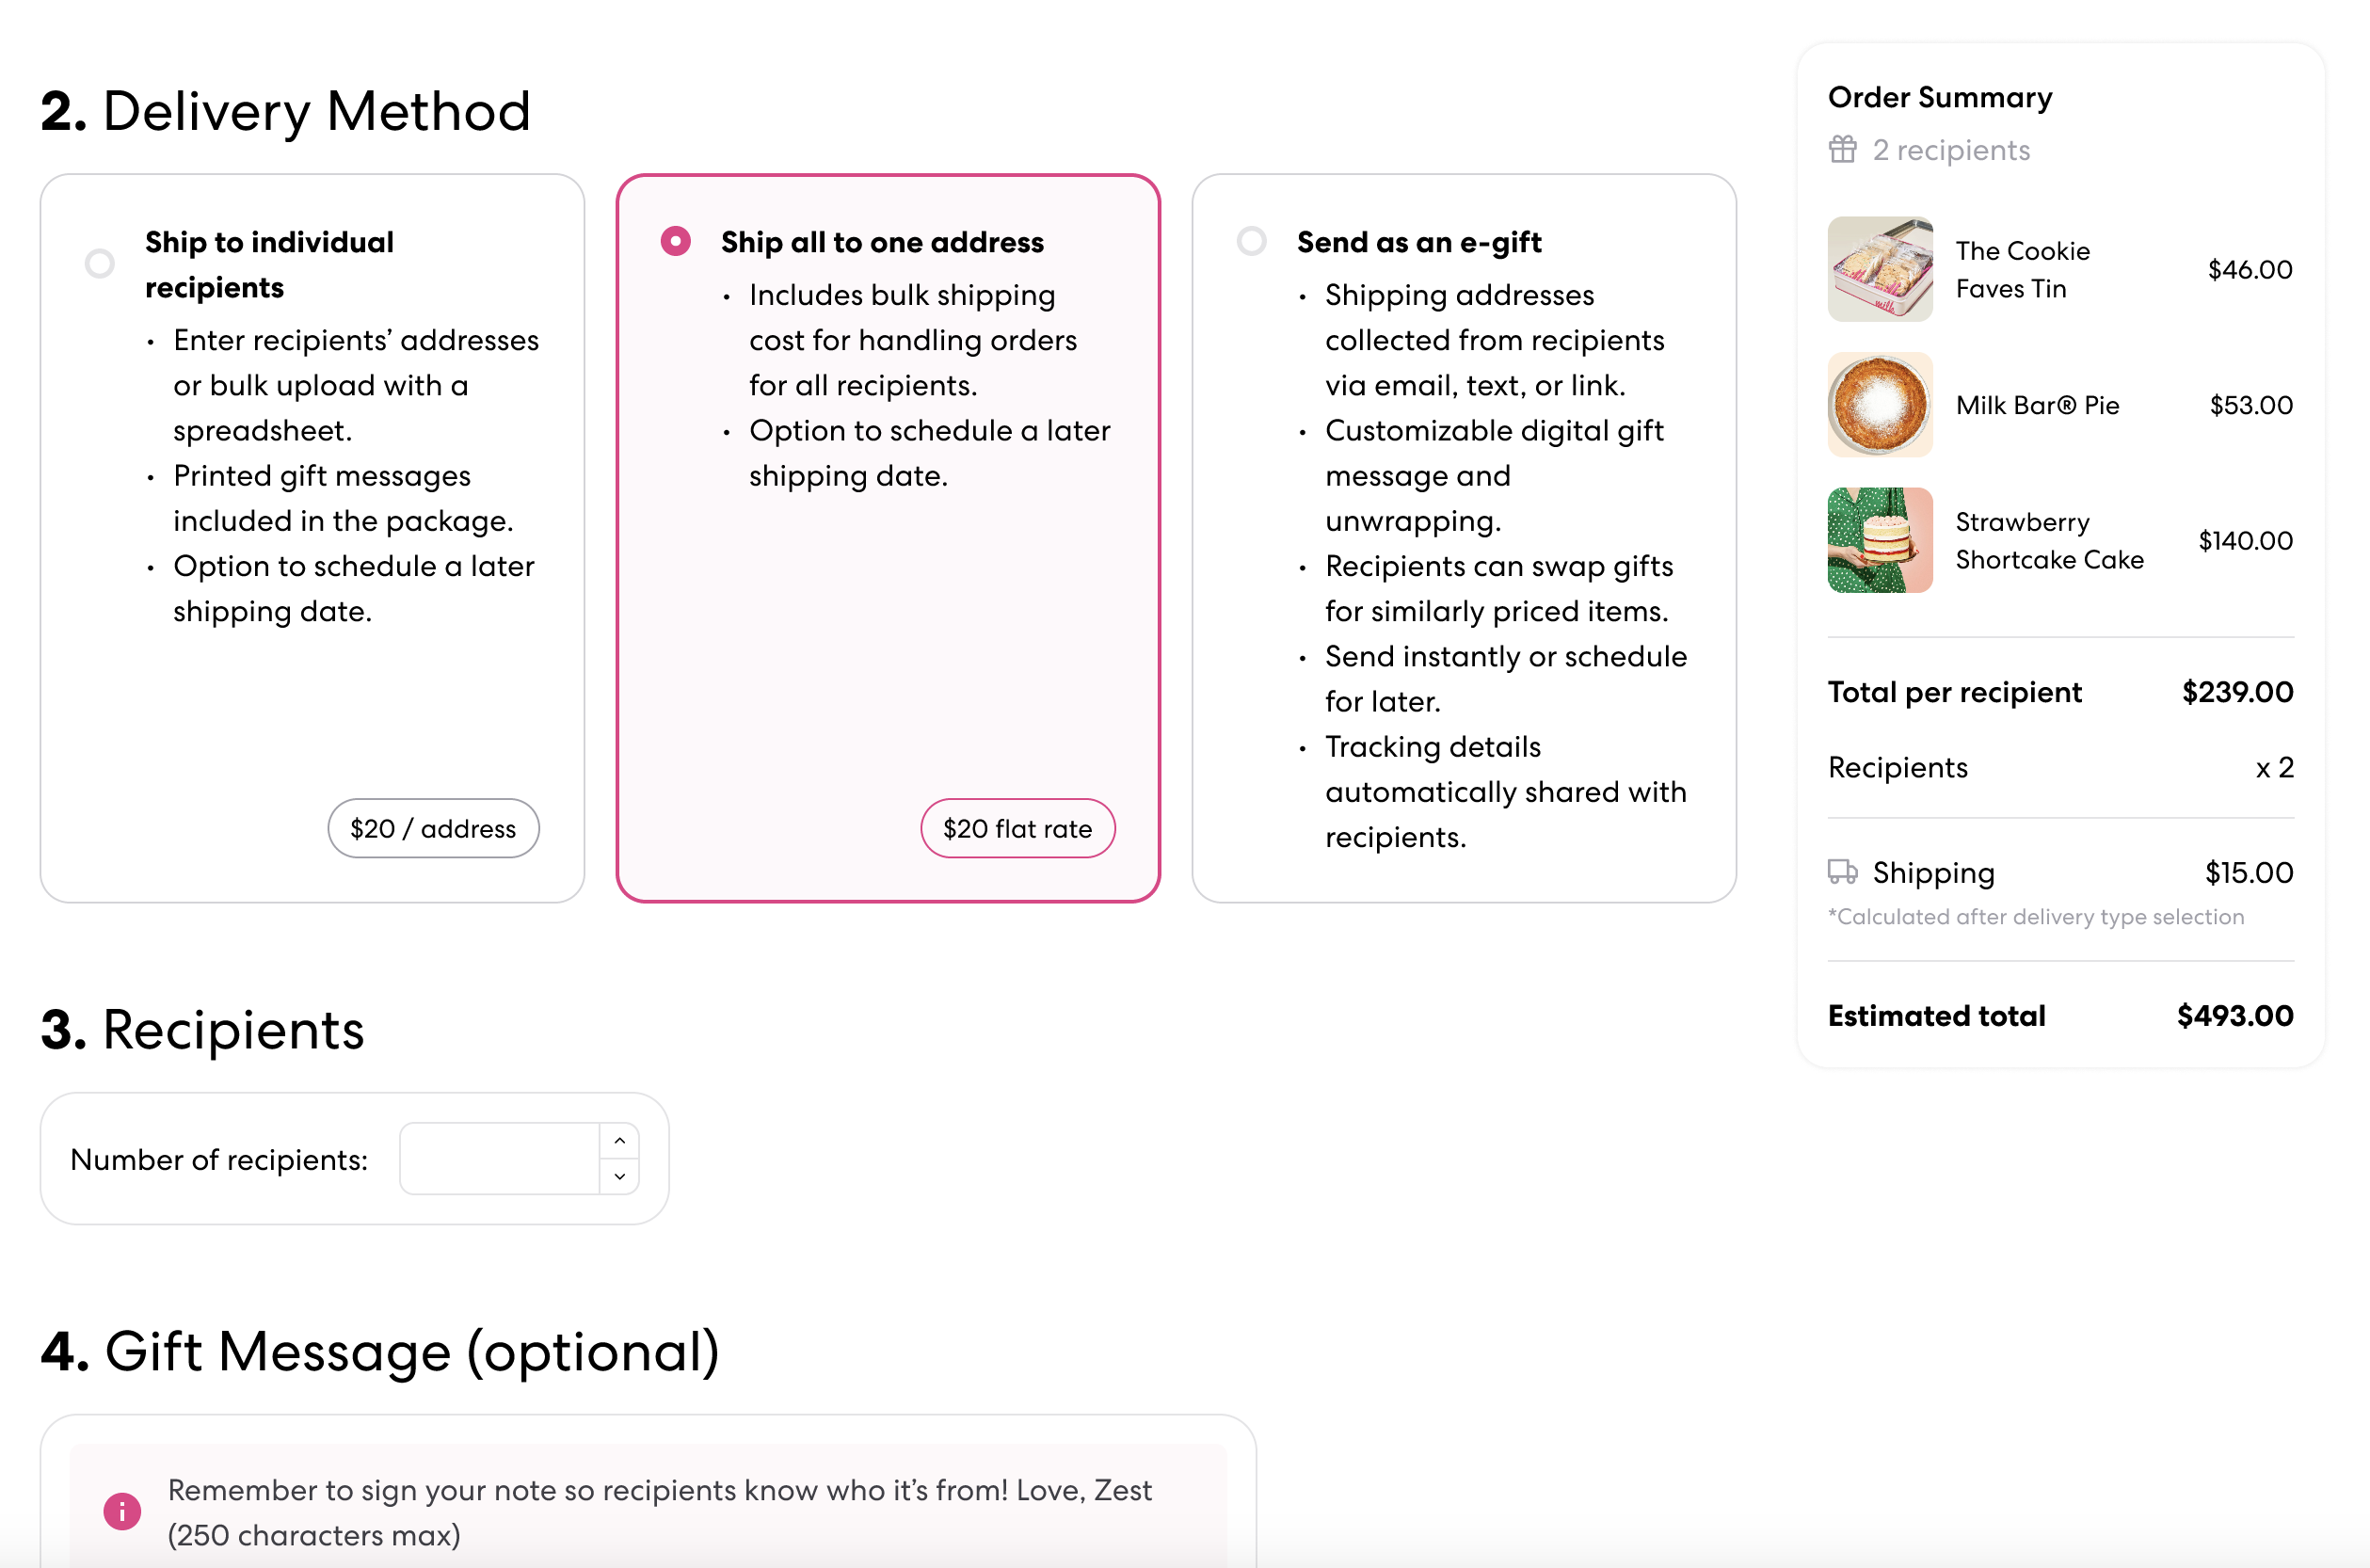 2. Delivery Method
Ship to individual
recipients
• Enter recipients’ addresses
or bulk upload with a
spreadsheet.
• Printed gift messages
included in the package.
• Option to schedule a later
shipping date.
$20 / address
Ship all to one address
• Includes bulk shipping
cost for handling orders
for all recipients.
• Option to schedule a later
shipping date.
$20 flat rate
Send as an e-gift
• Shipping addresses
collected from recipients
via email, text, or link.
• Customizable digital gift
message and
unwrapping.
• Recipients can swap gifts
for similarly priced items.
• Send instantly or schedule
for later.
• Tracking details
automatically shared with
recipients.
3. Recipients
Number of recipients:
4. Gift Message (optional)
Remember to sign your note so recipients know who it’s from! Love, Zest
(250 characters max)
Order Summary
2 recipients
milk
The Cookie
Faves Tin
$46.00
Milk Bar® Pie
$53.00
Strawberry
Shortcake Cake
$140.00
Total per recipient $239.00
Recipients x 2
Shipping $15.00
*Calculated after delivery type selection
Estimated total $493.00